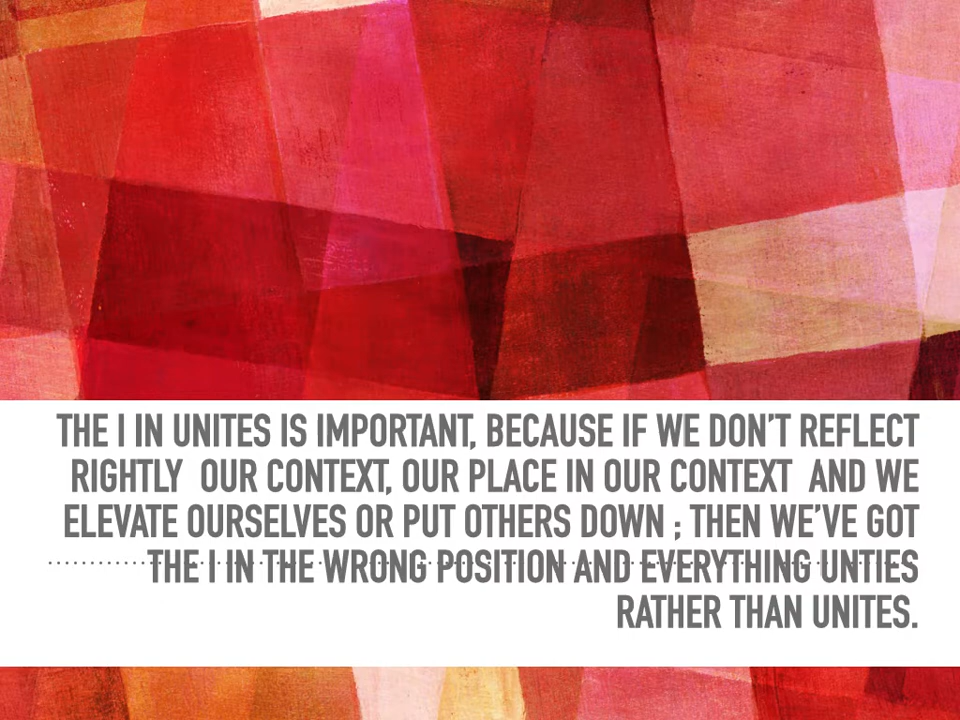 THE I IN UNITES IS IMPORTANT, BECAUSE IF WE DON'T REFLECT
RIGHTLY  OUR CONTEXT, OUR PLACE IN OUR CONTEXT  AND WE
ELEVATE OURSELVES OR PUT OTHERS DOWN ; THEN WE'VE GOT
THE I IN THE WRONG POSITION AND EVERYTHING UNTIES
RATHER THAN UNITES.